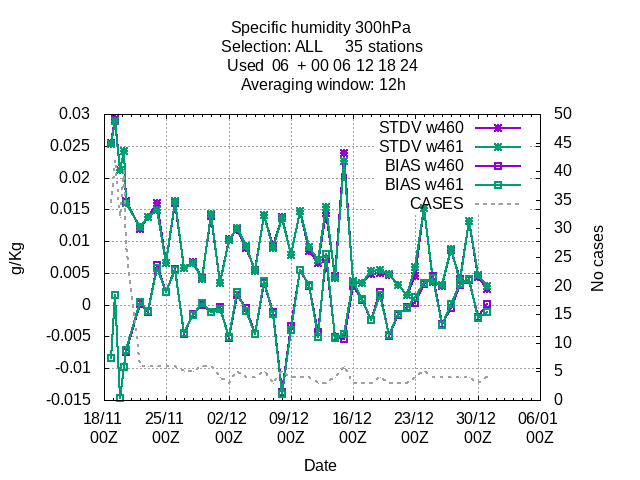 Specific humidity 300hPa
Selection: ALL 35 stations
Used 06 + 00 06 12 18 24
Averaging window: 12h
0.03
0.025
0.02
0.015
0.01
0.005
0
-0.005
-0.01
-0.015
g/Kg
STDV w460
STDV w461
BIAS w460
BIAS w461
CASES
50
45
40
35
30
25
20
15
10
5
0
No cases
18/11 25/11 02/12 09/12 16/12 23/12 30/12 06/01
00Z 00Z 00Z 00Z 00Z 00Z 00Z 00Z
Date